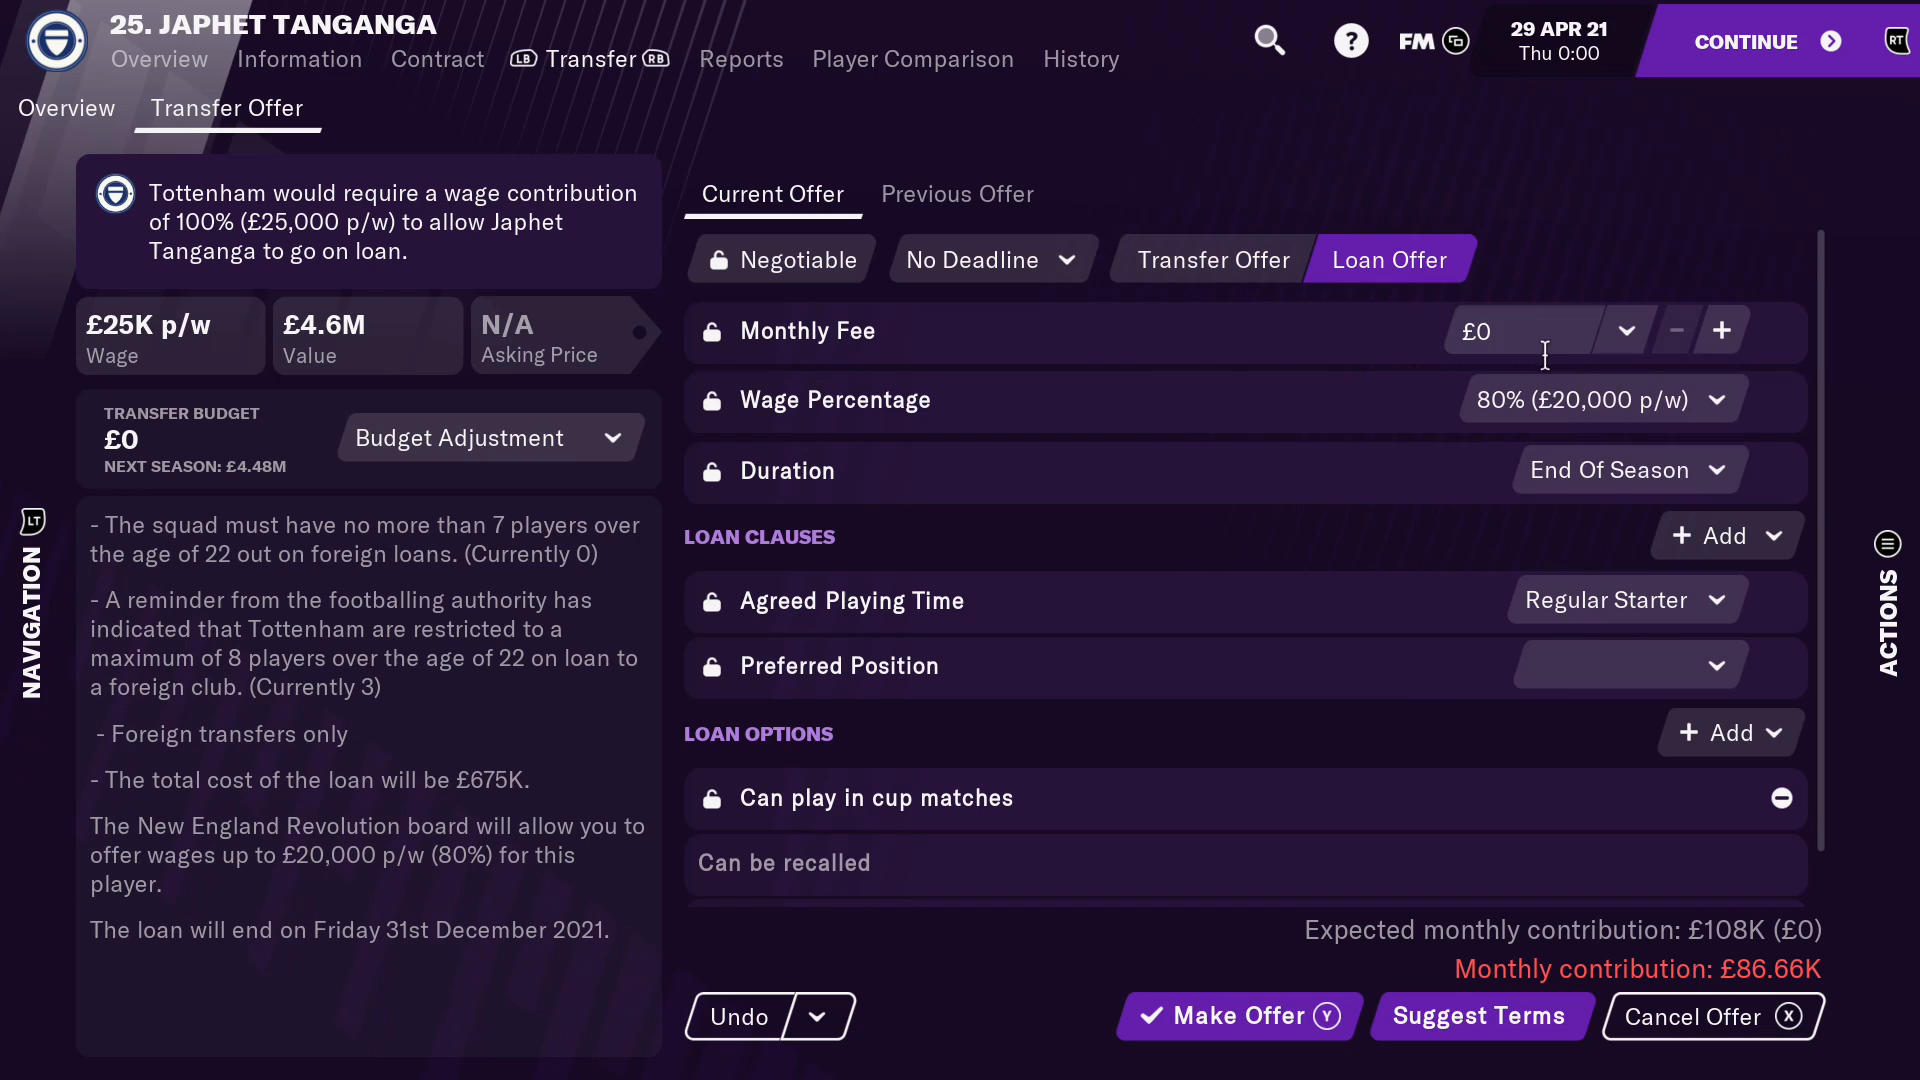 25. JAPHET TANGANGA
Overview Information Contract LB Transfer RB Reports Player Comparison History
? FM 29 APR 21 Thu 0:00 CONTINUE RT
Overview Transfer Offer
Tottenham would require a wage contribution
of 100% (£25,000 p/w) to allow Japhet
Tanganga to go on loan.
£25K p/w £4.6M N/A
Wage Value Asking Price
TRANSFER BUDGET
£0
NEXT SEASON: £4.48M
Budget Adjustment
- The squad must have no more than 7 players over
the age of 22 out on foreign loans. (Currently 0)
- A reminder from the footballing authority has
indicated that Tottenham are restricted to a
maximum of 8 players over the age of 22 on loan to
a foreign club. (Currently 3)
- Foreign transfers only
- The total cost of the loan will be £675K.
The New England Revolution board will allow you to
offer wages up to £20,000 p/w (80%) for this
player.
The loan will end on Friday 31st December 2021.
LT
NAVIGATION
Current Offer Previous Offer
Negotiable No Deadline Transfer Offer Loan Offer
Monthly Fee £0
Wage Percentage 80% (£20,000 p/w)
Duration End Of Season
LOAN CLAUSES + Add
Agreed Playing Time Regular Starter
Preferred Position
LOAN OPTIONS + Add
Can play in cup matches
Can be recalled
Expected monthly contribution: £108K (£0)
Monthly contribution: £86.66K
Undo Make Offer Y Suggest Terms Cancel Offer X
ACTIONS